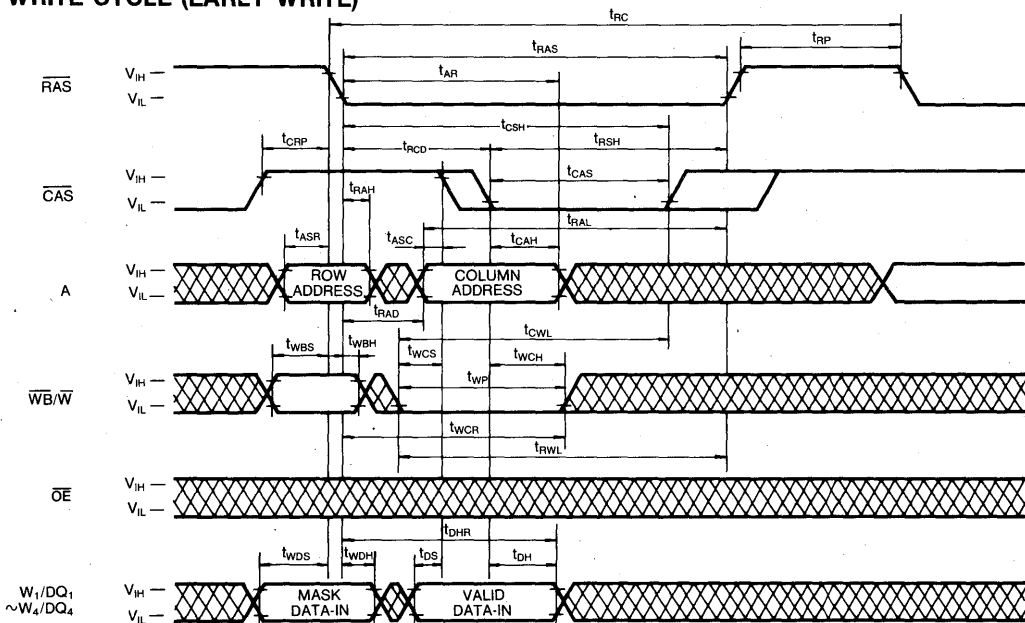 WRITE CYCLE (EARLY WRITE)
tRC
tRAS
tRP
tAR
RAS
VIH
VIL
tCSH
tCRP
tRCD
tRSH
CAS
VIH
VIL
tRAH
tCAS
tRAL
tASR
tASC
tCAH
A
VIH
VIL
ROW ADDRESS
COLUMN ADDRESS
tRAD
tCWL
tWBS
tWBH
tWCS
tWCH
tWP
WB/W
VIH
VIL
tWCR
tRWL
OE
VIH
VIL
tDHR
tWDS
tWDH
tDS
tDH
W1/DQ1
~W4/DQ4
VIH
VIL
MASK DATA-IN
VALID DATA-IN